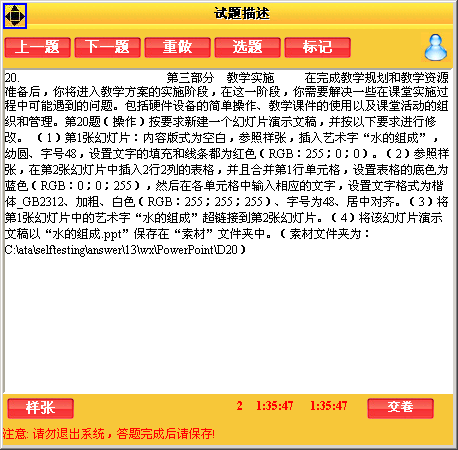 试题描述
上一题 下一题 重做 选题 标记
20. 第三部分 教学实施 在完成教学规划和教学资源
准备后，你将进入教学方案的实施阶段，在这一阶段，你需要解决一些在课堂实施过
程中可能遇到的问题。包括硬件设备的简单操作、教学课件的使用以及课堂活动的组
织和管理。第20题（操作）按要求新建一个幻灯片演示文稿，并按以下要求进行修
改。（1）第1张幻灯片：内容版式为空白，参照样张，插入艺术字“水的组成”，
幼圆、字号48，设置文字的填充和线条都为红色（RGB：255；0；0）。（2）参照样
张，在第2张幻灯片中插入2行2列的表格，并且合并第1行单元格，设置表格的底色为
蓝色（RGB：0；0；255），然后在各单元格中输入相应的文字，设置文字格式为楷
体_GB2312、加粗、白色（RGB：255；255；255）、字号为48、居中对齐。（3）将
第1张幻灯片中的艺术字“水的组成”超链接到第2张幻灯片。（4）将该幻灯片演示
文稿以“水的组成.ppt”保存在“素材”文件夹中。（素材文件夹为：
C:\ata\selftesting\answer\13\wx\PowerPoint\D20）
样张 2 1:35:47 1:35:47 交卷
注意: 请勿退出系统，答题完成后请保存!